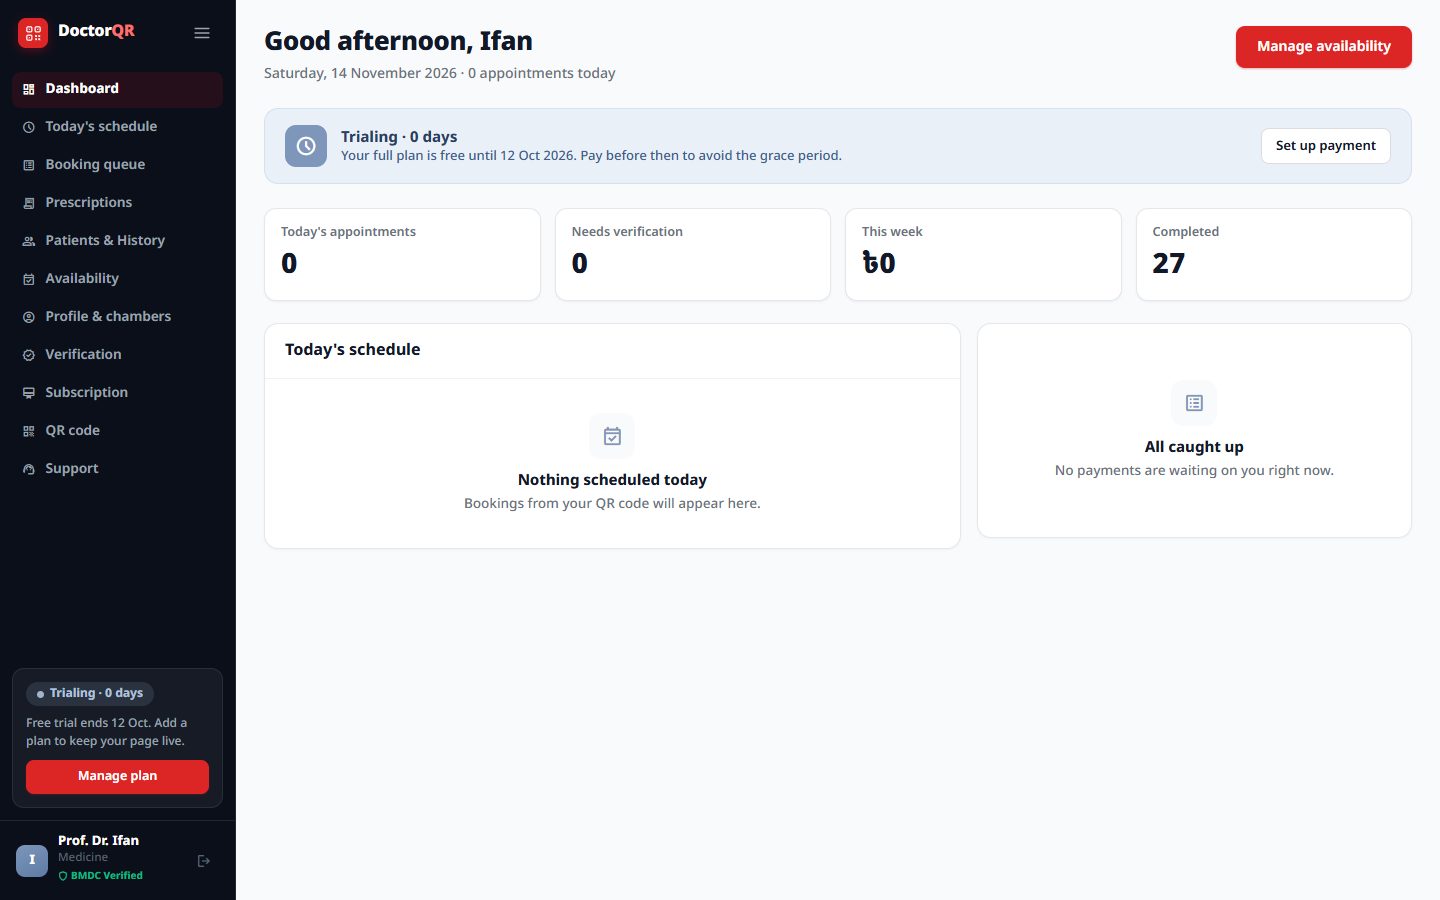 DoctorQR
Dashboard
Today's schedule
Booking queue
Prescriptions
Patients & History
Availability
Profile & chambers
Verification
Subscription
QR code
Support
Trialing · 0 days
Free trial ends 12 Oct. Add a
plan to keep your page live.
Manage plan
I
Prof. Dr. Ifan
Medicine
BMDC Verified
Good afternoon, Ifan
Saturday, 14 November 2026 · 0 appointments today
Manage availability
Trialing · 0 days
Your full plan is free until 12 Oct 2026. Pay before then to avoid the grace period.
Set up payment
Today's appointments
0
Needs verification
0
This week
৳0
Completed
27
Today's schedule
Nothing scheduled today
Bookings from your QR code will appear here.
All caught up
No payments are waiting on you right now.